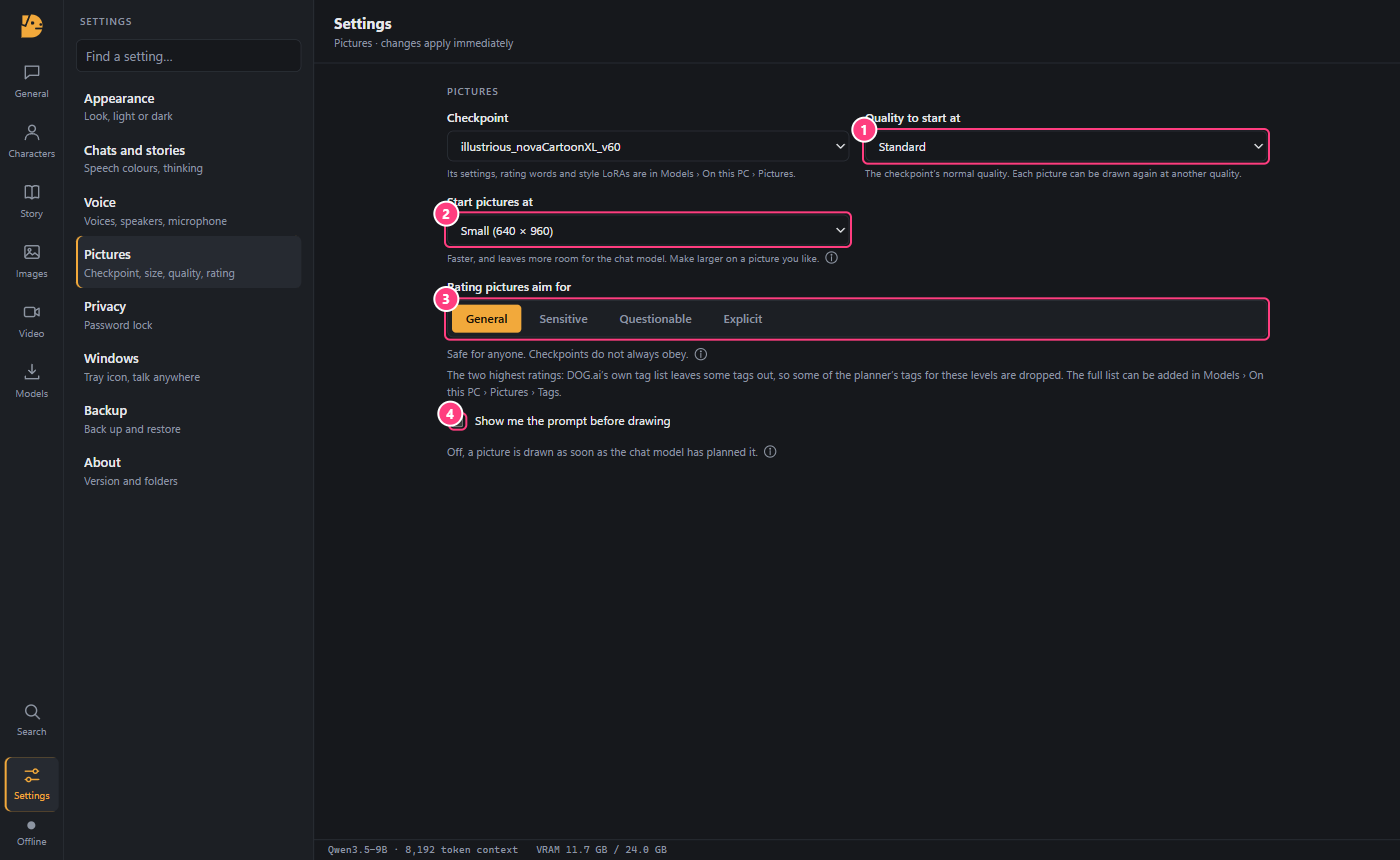 SETTINGS
Find a setting...
Appearance
Look, light or dark
Chats and stories
Speech colours, thinking
Voice
Voices, speakers, microphone
Pictures
Checkpoint, size, quality, rating
Privacy
Password lock
Windows
Tray icon, talk anywhere
Backup
Back up and restore
About
Version and folders
General
Characters
Story
Images
Video
Models
Search
Settings
Offline
Settings
Pictures · changes apply immediately
PICTURES
Checkpoint
illustrious_novaCartoonXL_v60
Its settings, rating words and style LoRAs are in Models › On this PC › Pictures.
1
Quality to start at
Standard
The checkpoint's normal quality. Each picture can be drawn again at another quality.
2
Start pictures at
Small (640 × 960)
Faster, and leaves more room for the chat model. Make larger on a picture you like.
3
Rating pictures aim for
General Sensitive Questionable Explicit
Safe for anyone. Checkpoints do not always obey.
The two highest ratings: DOG.ai's own tag list leaves some tags out, so some of the planner's tags for these levels are dropped. The full list can be added in Models › On
this PC › Pictures › Tags.
4
Show me the prompt before drawing
Off, a picture is drawn as soon as the chat model has planned it.
Qwen3.5-9B · 8,192 token context VRAM 11.7 GB / 24.0 GB